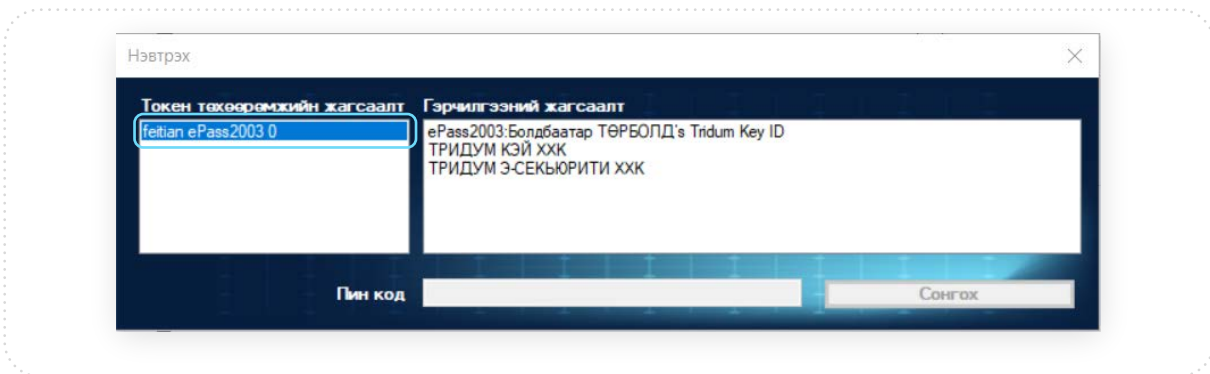 Нэвтрэх
Токен төхөөрөмжийн жагсаалт
Гэрчилгээний жагсаалт
feitian ePass2003 0
ePass2003:Болдбаатар ТӨРБОЛД's Tridum Key ID
ТРИДУМ КЭЙ ХХК
ТРИДУМ Э-СЕКЬЮРИТИ ХХК
Пин код
Сонгох